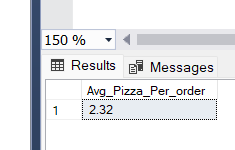 150 %
Results Messages
Avg_Pizza_Per_order
1 2.32